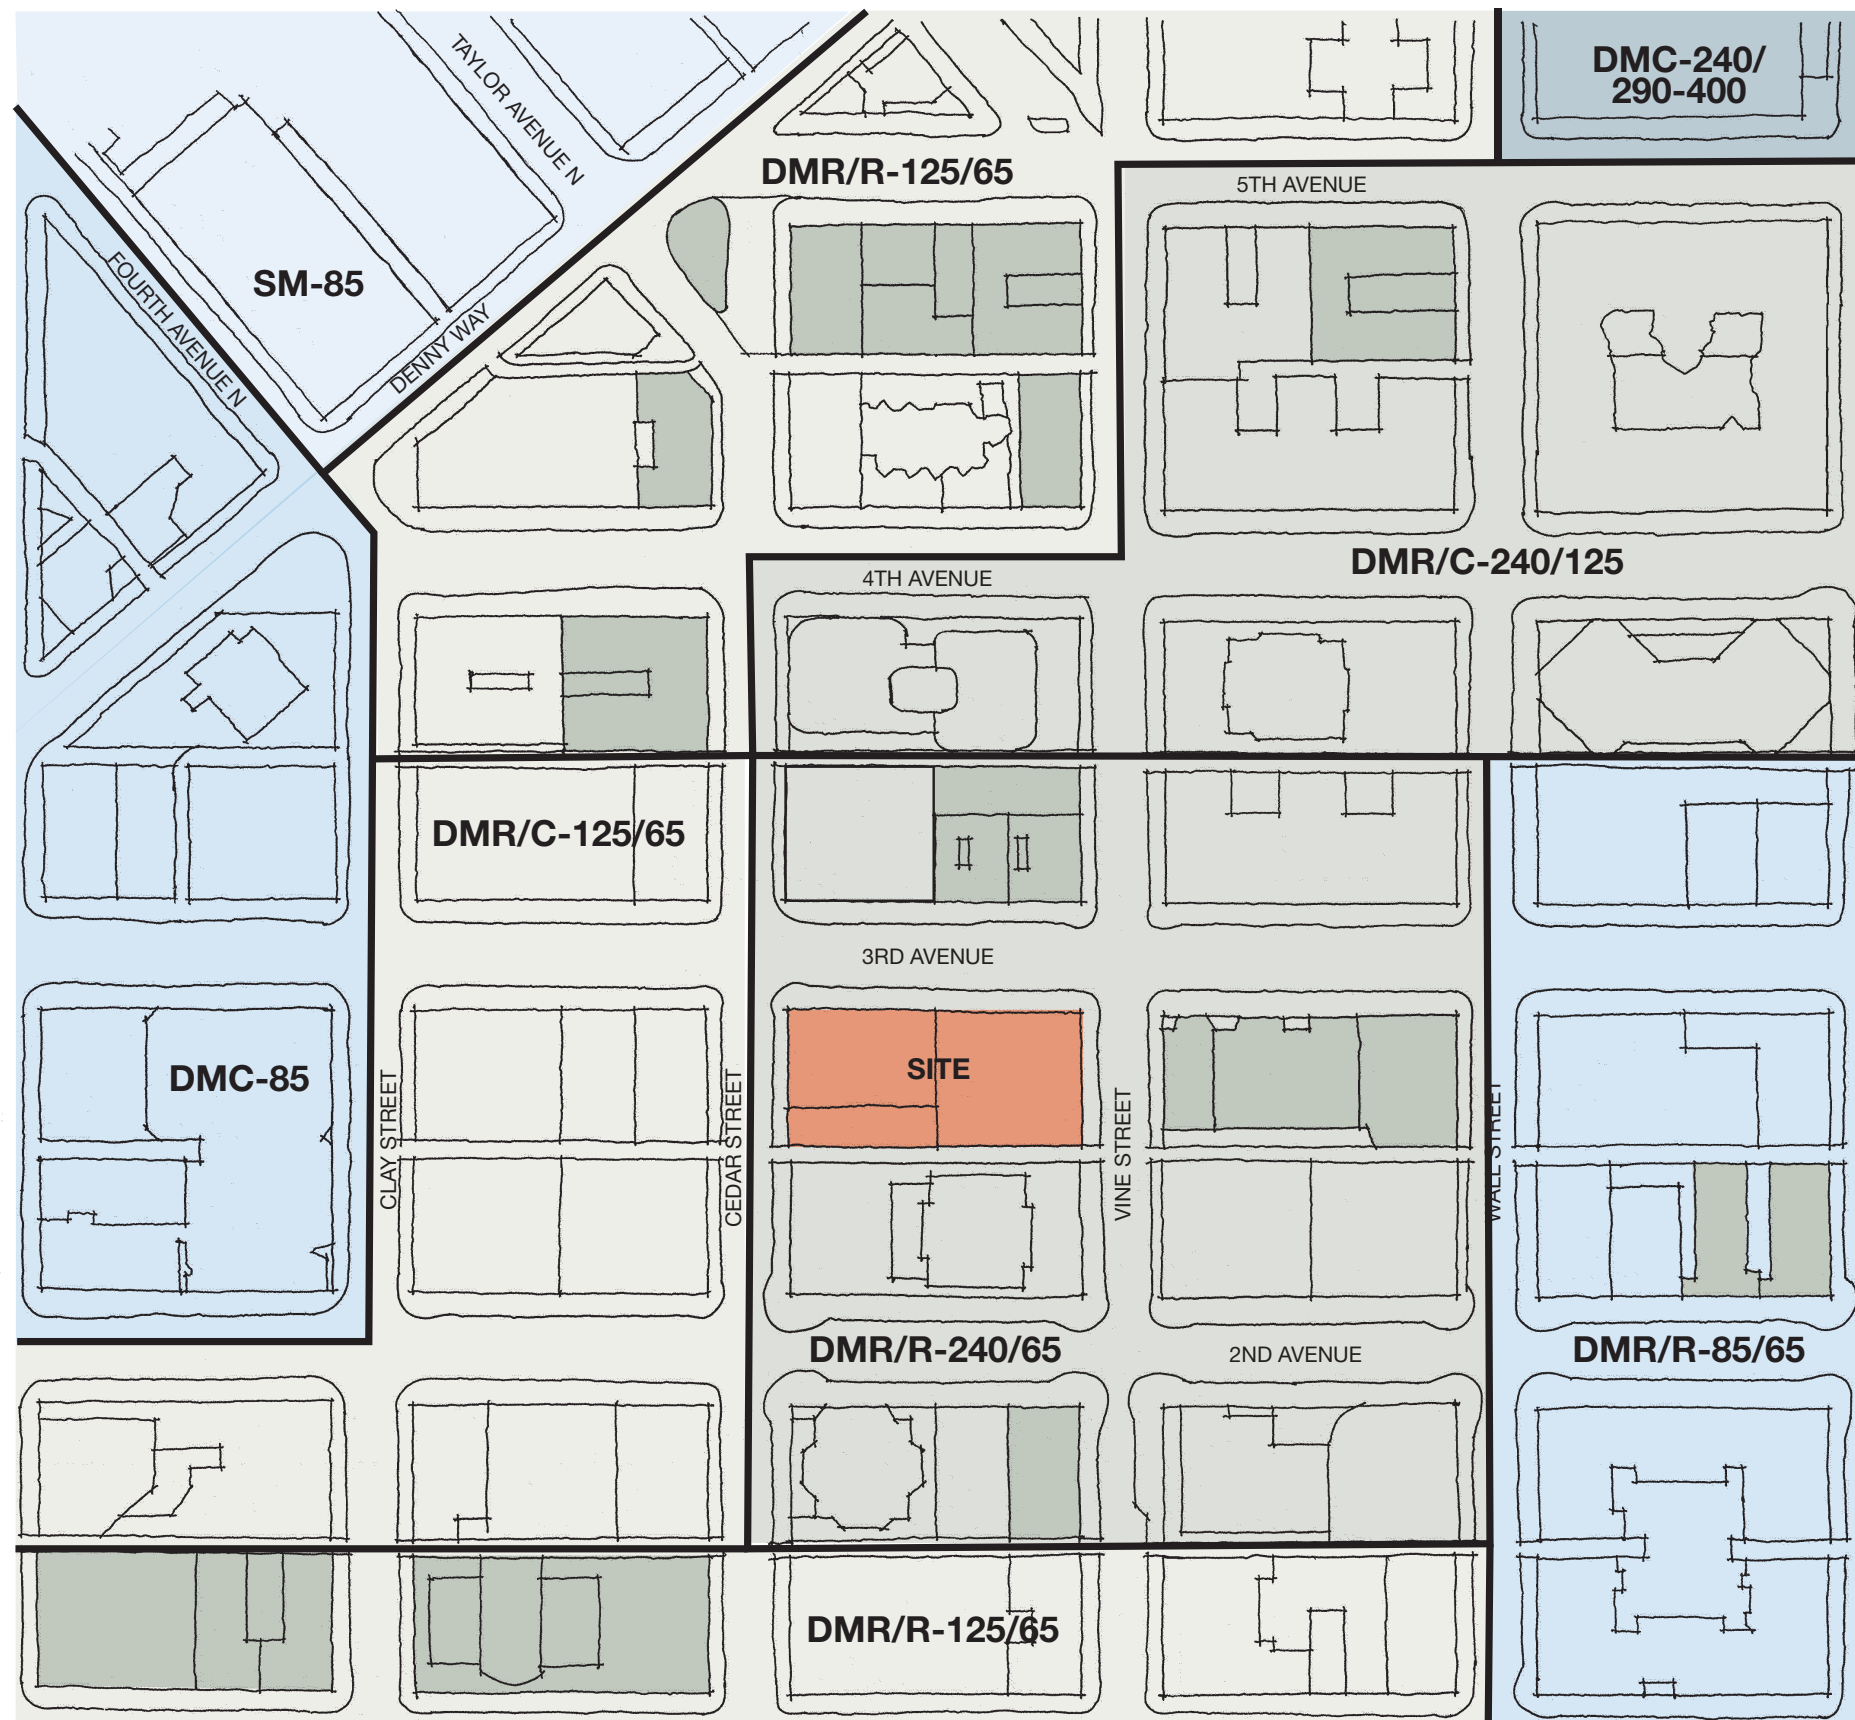 TAYLOR AVENUE N
DMC-240/
290-400
DMR/R-125/65
5TH AVENUE
FOURTH AVENUE N
SM-85
DENNY WAY
DMR/C-240/125
4TH AVENUE
DMR/C-125/65
3RD AVENUE
SITE
DMC-85
CLAY STREET
CEDAR STREET
VINE STREET
WALL STREET
DMR/R-240/65
2ND AVENUE
DMR/R-85/65
DMR/R-125/65